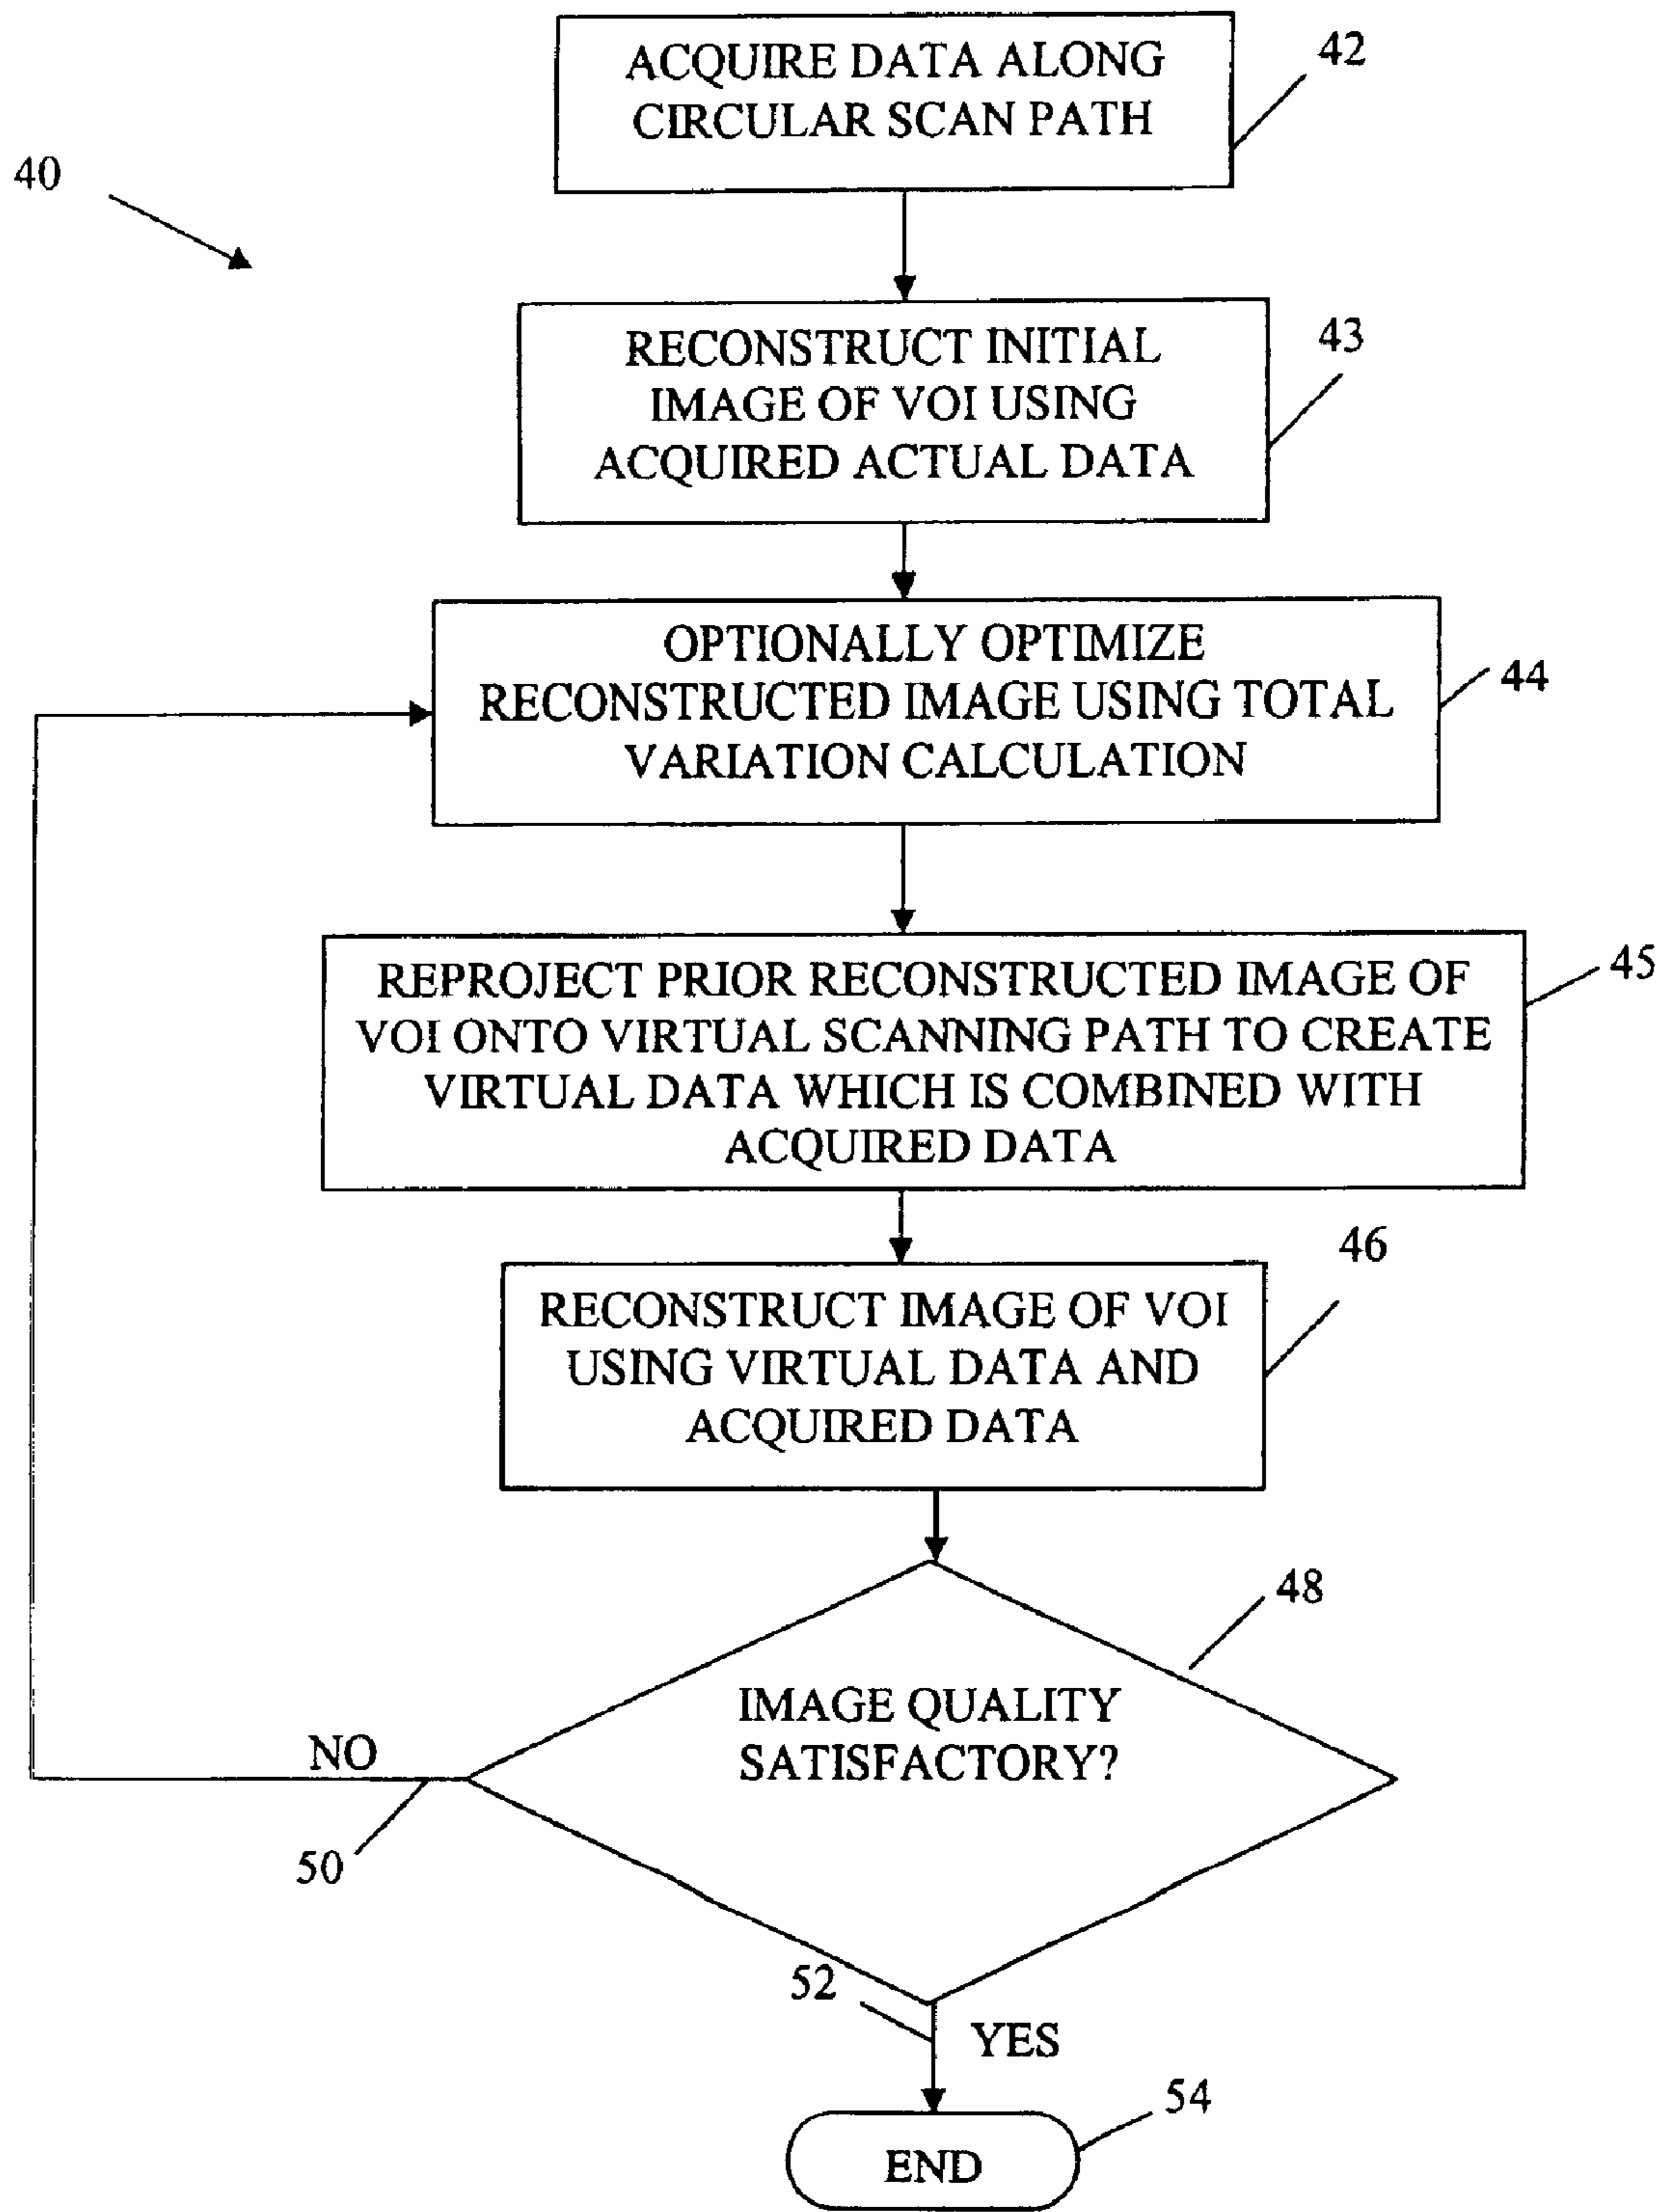 40
ACQUIRE DATA ALONG
CIRCULAR SCAN PATH
42
RECONSTRUCT INITIAL
IMAGE OF VOI USING
ACQUIRED ACTUAL DATA
43
OPTIONALLY OPTIMIZE
RECONSTRUCTED IMAGE USING TOTAL
VARIATION CALCULATION
44
REPROJECT PRIOR RECONSTRUCTED IMAGE OF
VOI ONTO VIRTUAL SCANNING PATH TO CREATE
VIRTUAL DATA WHICH IS COMBINED WITH
ACQUIRED DATA
45
RECONSTRUCT IMAGE OF VOI
USING VIRTUAL DATA AND
ACQUIRED DATA
46
IMAGE QUALITY
SATISFACTORY?
48
NO
50
52
YES
END
54